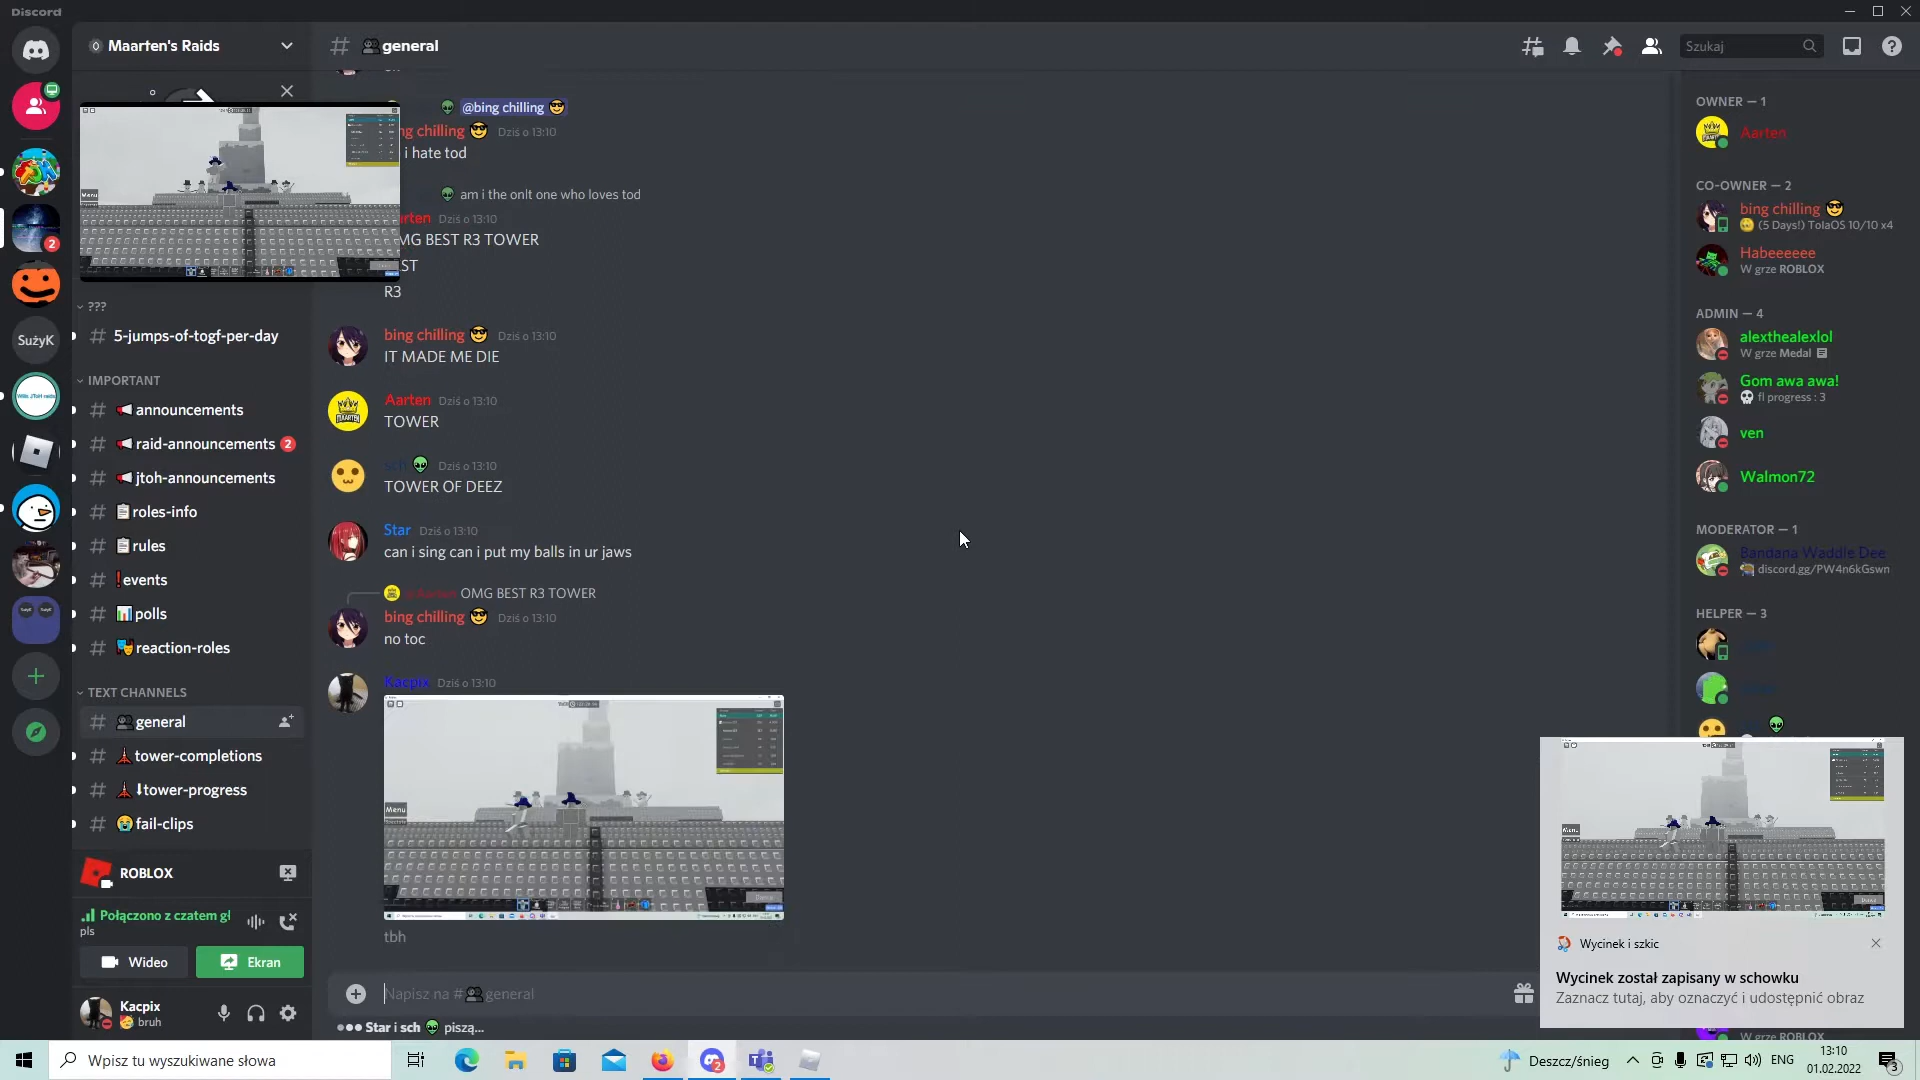 Discord
Maarten's Raids
general
Szukaj
???
5-jumps-of-togf-per-day
IMPORTANT
announcements
raid-announcements 2
jtoh-announcements
roles-info
rules
events
polls
reaction-roles
TEXT CHANNELS
general
tower-completions
tower-progress
fail-clips
ROBLOX
Połączono z czatem gł
pls
Wideo
Ekran
Kacpix
bruh
SużyK
2
@bing chilling
ng chilling Dziś o 13:10
i hate tod
am i the onlt one who loves tod
arten Dziś o 13:10
MG BEST R3 TOWER
ST
R3
bing chilling Dziś o 13:10
IT MADE ME DIE
Aarten Dziś o 13:10
TOWER
sch Dziś o 13:10
TOWER OF DEEZ
Star Dziś o 13:10
can i sing can i put my balls in ur jaws
@Aarten OMG BEST R3 TOWER
bing chilling Dziś o 13:10
no toc
Kacpix Dziś o 13:10
Menu
tbh
Napisz na #general
Star i sch piszą...
OWNER — 1
Aarten
CO-OWNER — 2
bing chilling
(5 Days!) TolaOS 10/10 x4
Habeeeeee
W grze ROBLOX
ADMIN — 4
alexthealexlol
W grze Medal
Gom awa awa!
fl progress : 3
ven
Walmon72
MODERATOR — 1
Bandana Waddle Dee
discord.gg/PW4n6kGswn
HELPER — 3
Menu
Wycinek i szkic
Wycinek został zapisany w schowku
Zaznacz tutaj, aby oznaczyć i udostępnić obraz
W grze ROBLOX
Wpisz tu wyszukiwane słowa
2
Deszcz/śnieg
ENG
13:10
01.02.2022
3